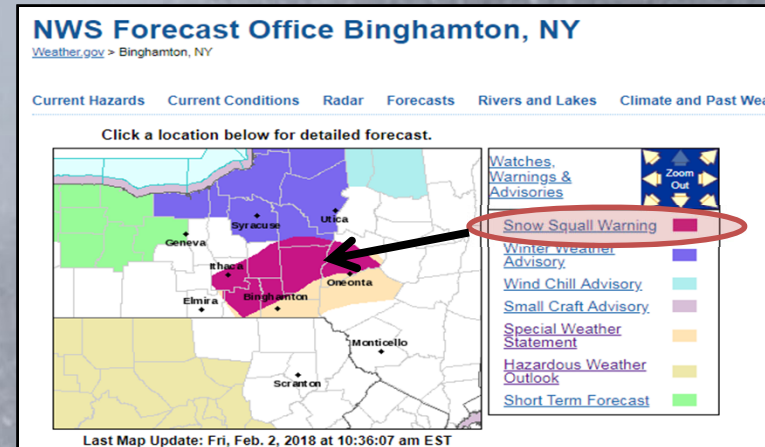 NWS Forecast Office Binghamton, NY
Weather.gov > Binghamton, NY
Current Hazards Current Conditions Radar Forecasts Rivers and Lakes Climate and Past Wea
Click a location below for detailed forecast.
Syracuse
Utica
Geneva
Ithaca
Oneonta
Elmira
Binghamton
Monticello
Scranton
Watches,
Warnings &
Advisories
Zoom
Out
Snow Squall Warning
Winter Weather
Advisory
Wind Chill Advisory
Small Craft Advisory
Special Weather
Statement
Hazardous Weather
Outlook
Short Term Forecast
Last Map Update: Fri, Feb. 2, 2018 at 10:36:07 am EST